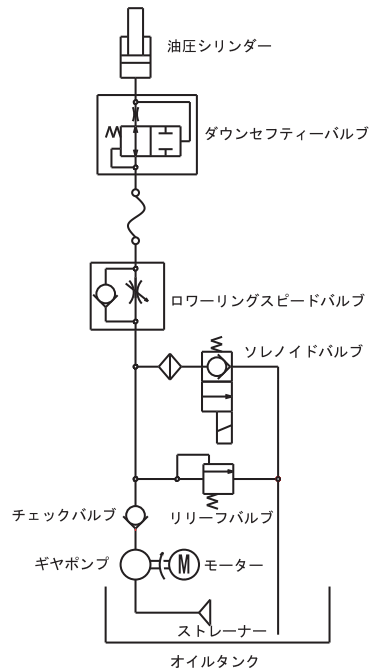 油圧シリンダー
ダウンセフティーバルブ
ロワーリングスピードバルブ
ソレノイドバルブ
リリーフバルブ
チェックバルブ
ギヤポンプ
M
モーター
ストレーナー
オイルタンク